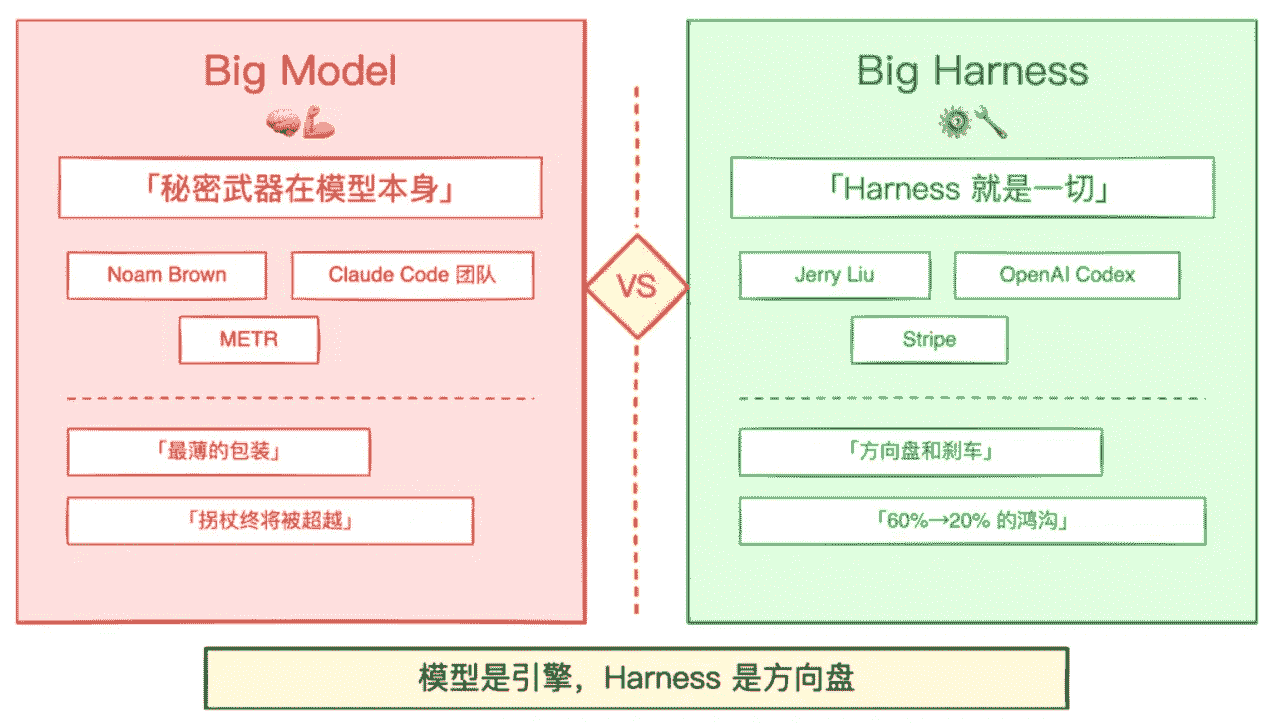 Big Model
「秘密武器在模型本身」
Noam Brown
Claude Code 团队
METR
「最薄的包装」
「拐杖终将被超越」
VS
Big Harness
「Harness 就是一切」
Jerry Liu
OpenAI Codex
Stripe
「方向盘和刹车」
「60%→20% 的鸿沟」
模型是引擎，Harness 是方向盘